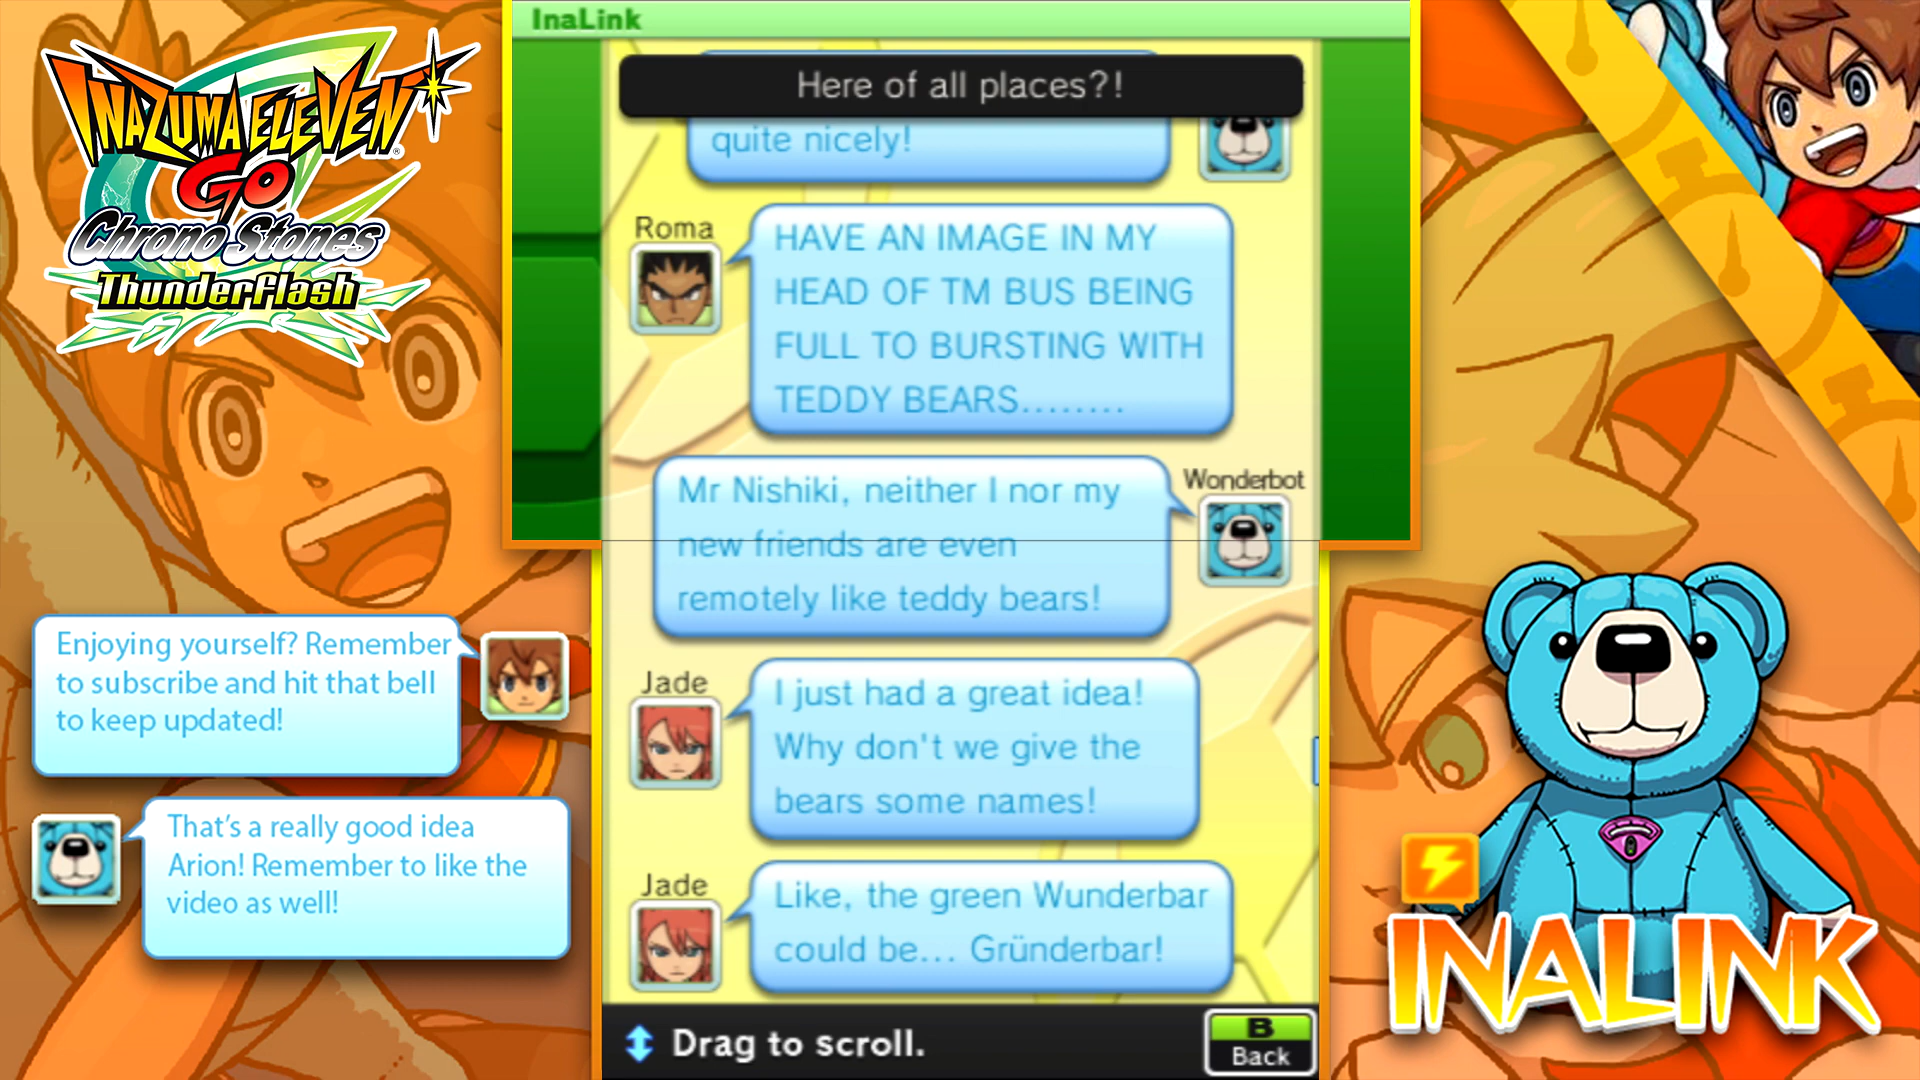 INAZUMA ELEVEN
GO
Chrono Stones
Thunderflash
InaLink
Here of all places?!
quite nicely!
Roma
HAVE AN IMAGE IN MY
HEAD OF TM BUS BEING
FULL TO BURSTING WITH
TEDDY BEARS........
Wonderbot
Mr Nishiki, neither I nor my
new friends are even
remotely like teddy bears!
Jade
I just had a great idea!
Why don't we give the
bears some names!
Jade
Like, the green Wunderbar
could be... Gründerbar!
Drag to scroll.
B
Back
Enjoying yourself? Remember
to subscribe and hit that bell
to keep updated!
That's a really good idea
Arion! Remember to like the
video as well!
INALINK